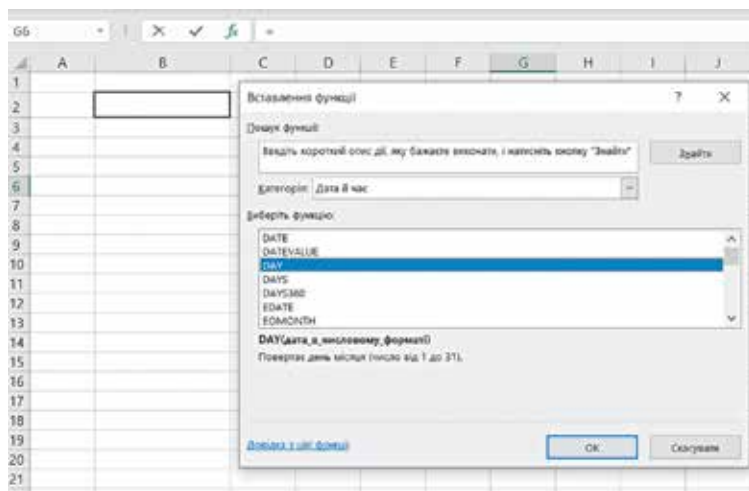 G6 fx =
A B C D E F G H I J
1
2
3
4
5
6
7
8
9
10
11
12
13
14
15
16
17
18
19
20
21
Вставлення функції ? ×
Пошук функції:
Введіть короткий опис дії, яку бажаєте виконати, і натисніть кнопку "Знайти"
Знайти
Категорія: Дата й час
Виберіть функцію:
DATE
DATEVALUE
DAY
DAYS
DAYS360
EDATE
EOMONTH
DAY(дата_в_числовому_форматі)
Повертає день місяця (число від 1 до 31).
Довідка з цієї функції
OK
Скасувати